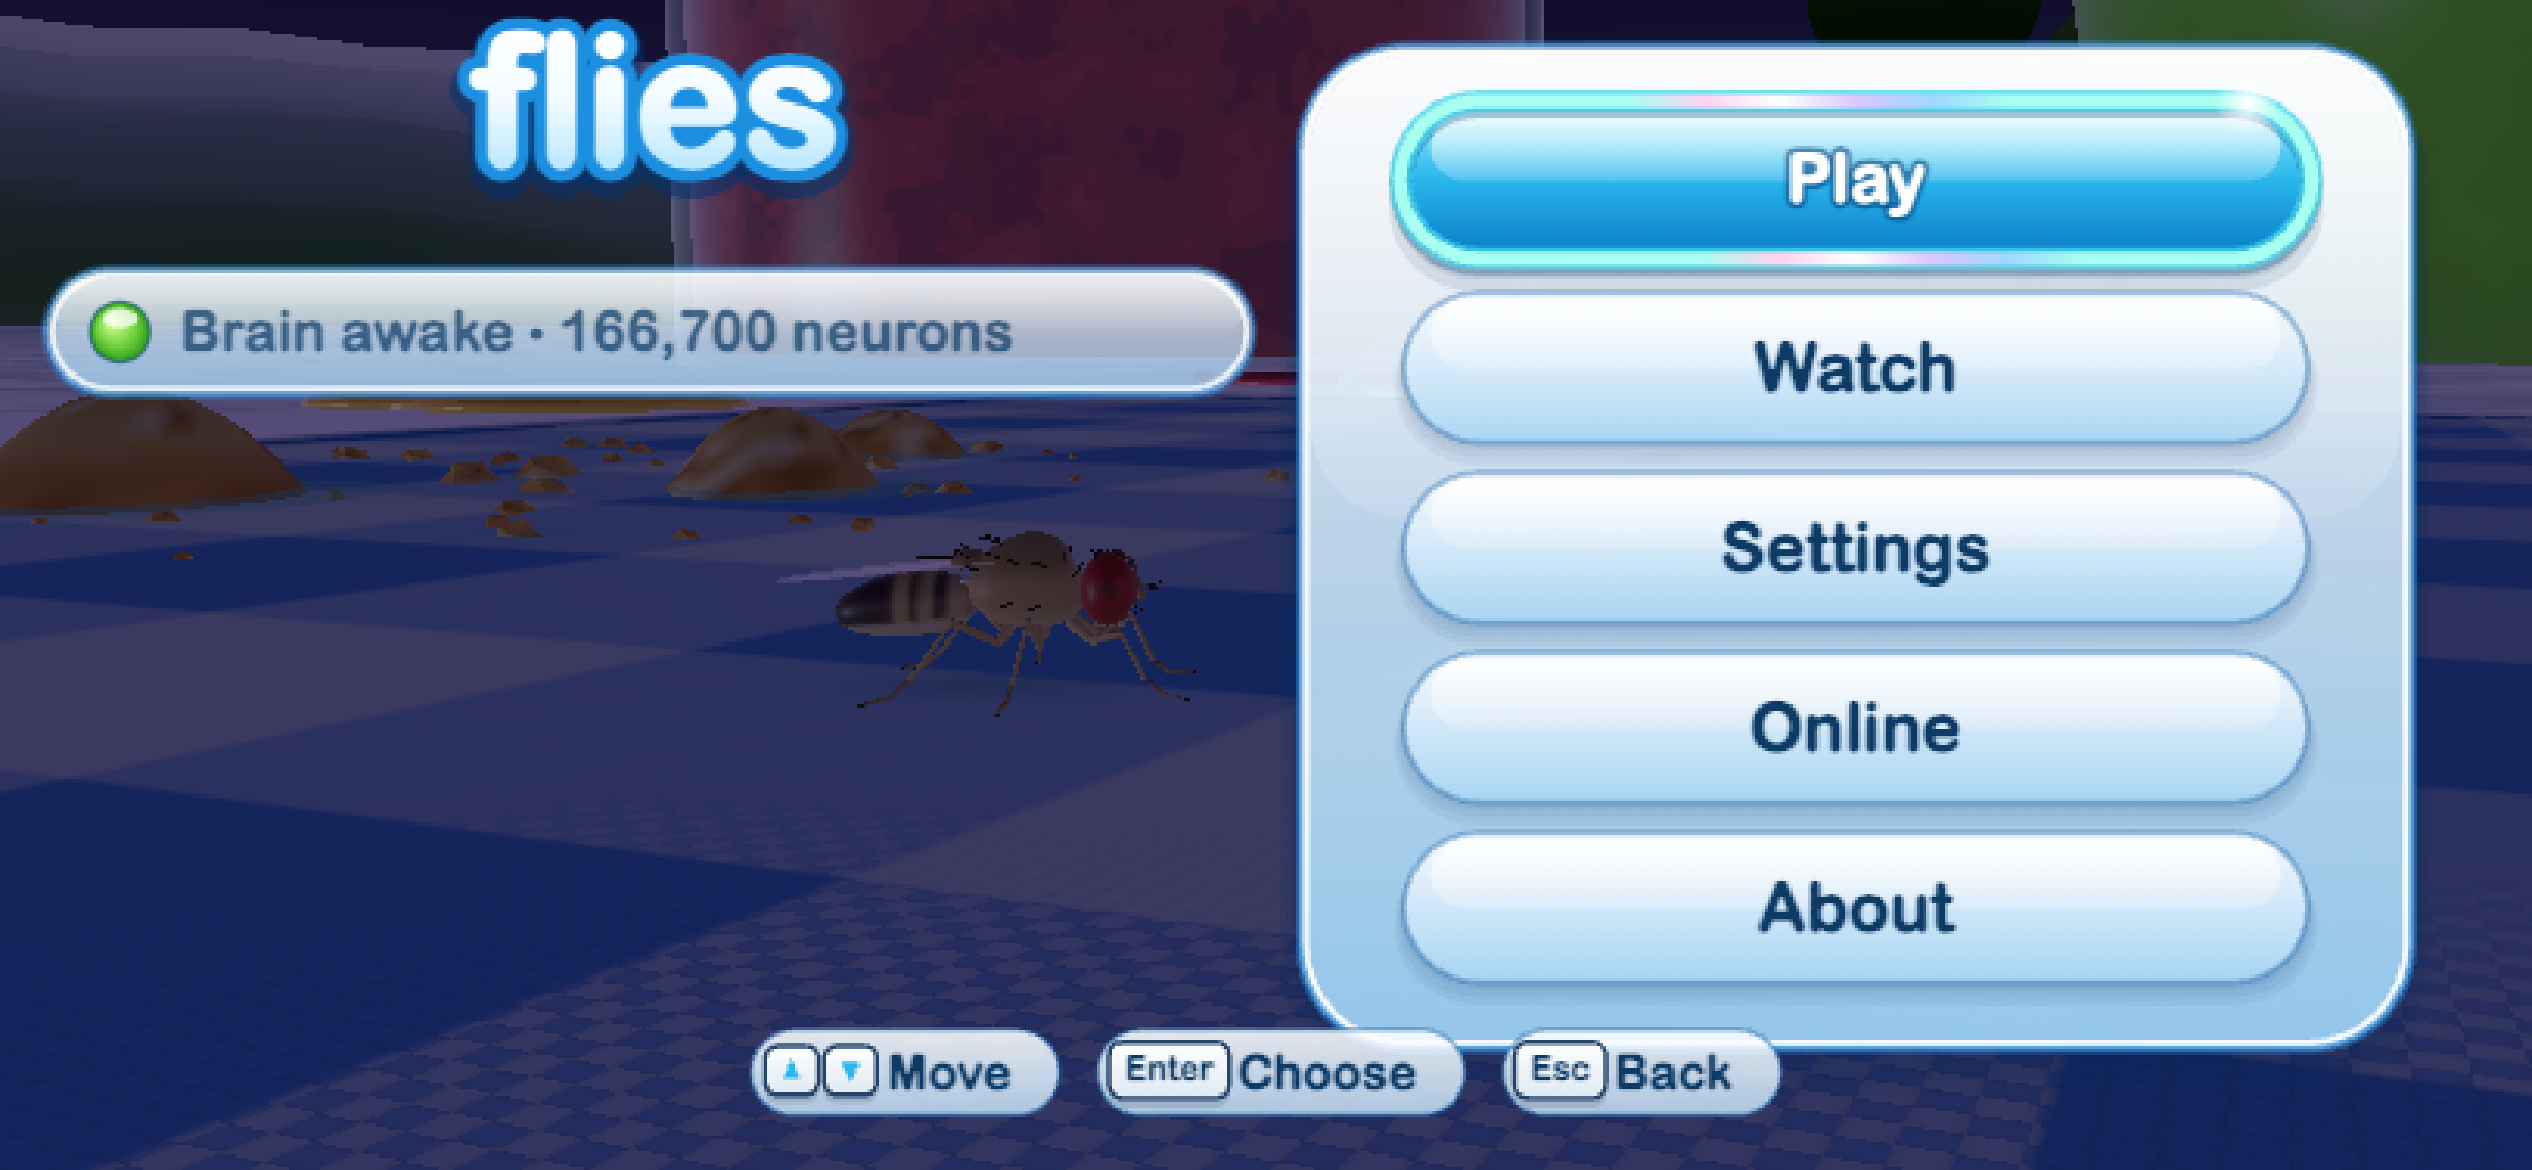 flies
Brain awake · 166,700 neurons
Play
Watch
Settings
Online
About
▲ ▼ Move
Enter Choose
Esc Back